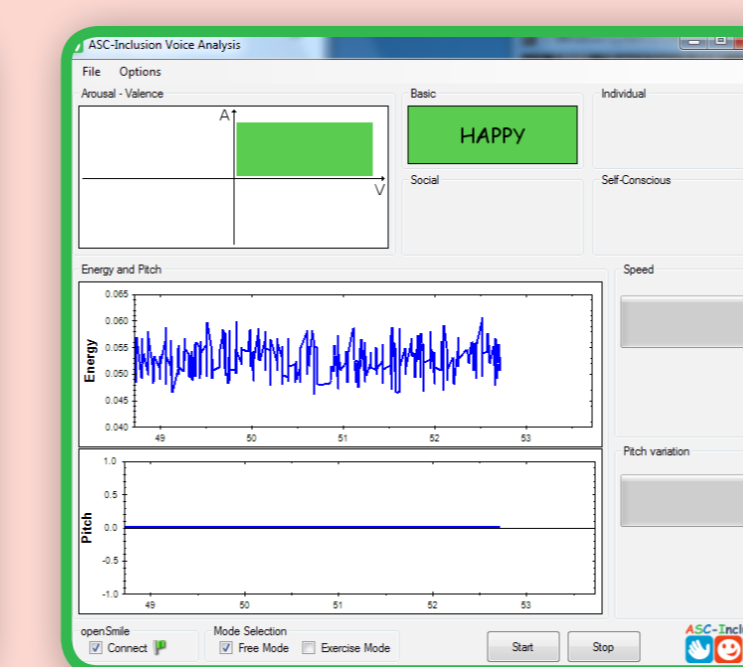 ASC-Inclusion Voice Analysis
File Options
Arousal - Valence
A
V
Basic
HAPPY
Individual
Social
Self-Conscious
Energy and Pitch
Energy
0.065
0.060
0.055
0.050
0.045
0.040
49 50 51 52 53
Pitch
1.0
0.5
0.0
-0.5
-1.0
49 50 51 52 53
Speed
Pitch variation
openSmile
Connect
Mode Selection
Free Mode Exercise Mode
Start Stop
ASC-Inclu